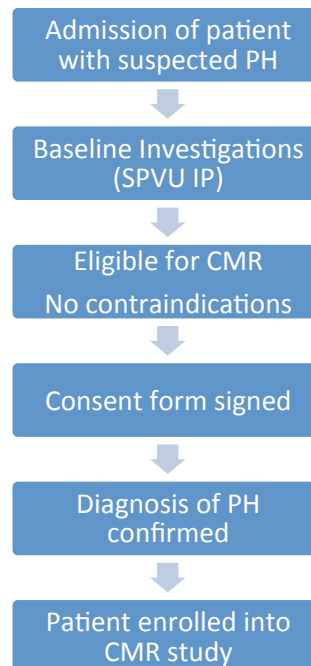 Admission of patient
with suspected PH
Baseline Investigations
(SPVU IP)
Eligible for CMR
No contraindications
Consent form signed
Diagnosis of PH
confirmed
Patient enrolled into
CMR study